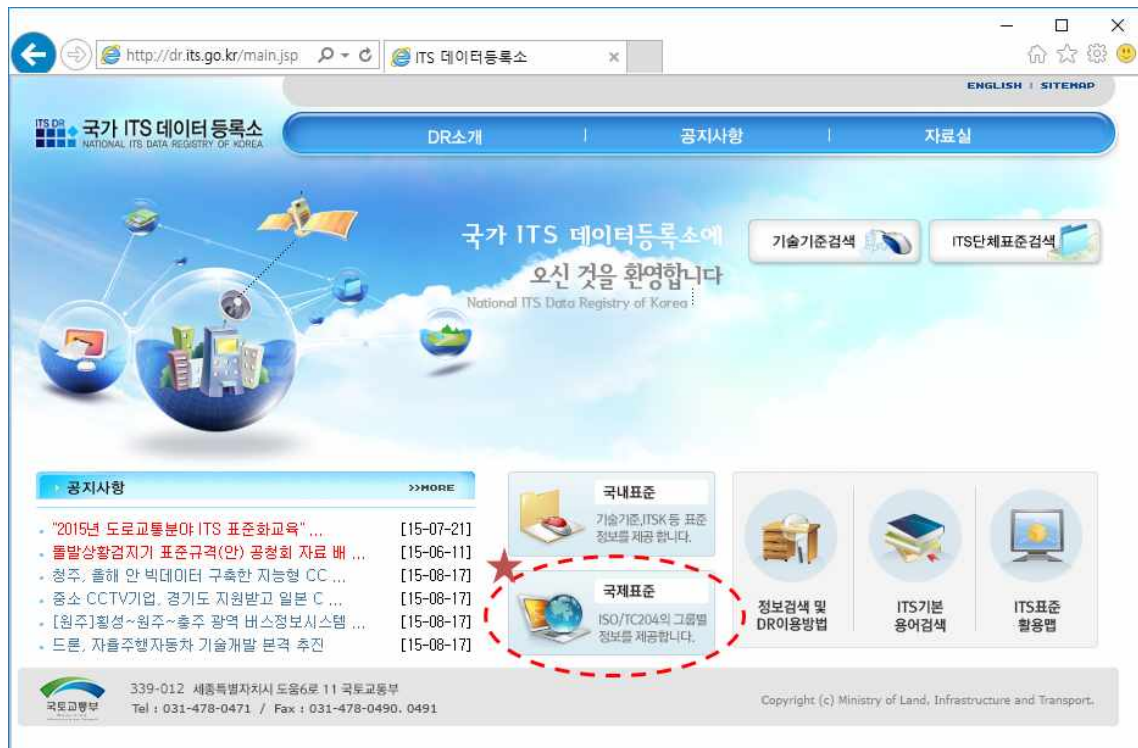 http://dr.its.go.kr/main.jsp
ITS 데이터등록소
ENGLISH | SITEMAP
ITS DR
국가 ITS 데이터 등록소
NATIONAL ITS DATA REGISTRY OF KOREA
DR소개 | 공지사항 | 자료실
국가 ITS 데이터등록소에
오신 것을 환영합니다
National ITS Data Registry of Korea
기술기준검색
ITS단체표준검색
공지사항
>>MORE
"2015년 도로교통분야 ITS 표준화교육"... [15-07-21]
돌발상황검지기 표준규격(안) 공청회 자료 배 ... [15-06-11]
청주, 올해 안 빅데이터 구축한 지능형 CC ... [15-08-17]
중소 CCTV기업, 경기도 지원받고 일본 C ... [15-08-17]
[원주]횡성~원주~충주 광역 버스정보시스템 ... [15-08-17]
드론, 자율주행자동차 기술개발 본격 추진 [15-08-17]
국내표준
기술기준,ITSK 등 표준
정보를 제공 합니다.
국제표준
ISO/TC204의 그룹별
정보를 제공합니다.
정보검색 및
DR이용방법
ITS기본
용어검색
ITS표준
활용맵
국토교통부
339-012 세종특별자치시 도움6로 11 국토교통부
Tel : 031-478-0471 / Fax : 031-478-0490. 0491
Copyright (c) Ministry of Land, Infrastructure and Transport.